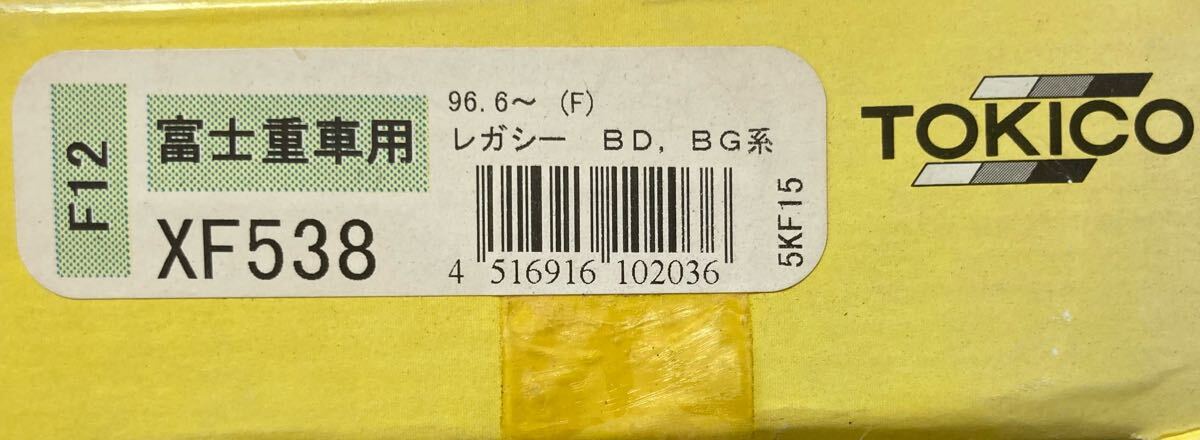 F12
富士重車用
XF538
96.6～ (F)
レガシー BD, BG系
4 516916 102036
5KF15
TOKICO